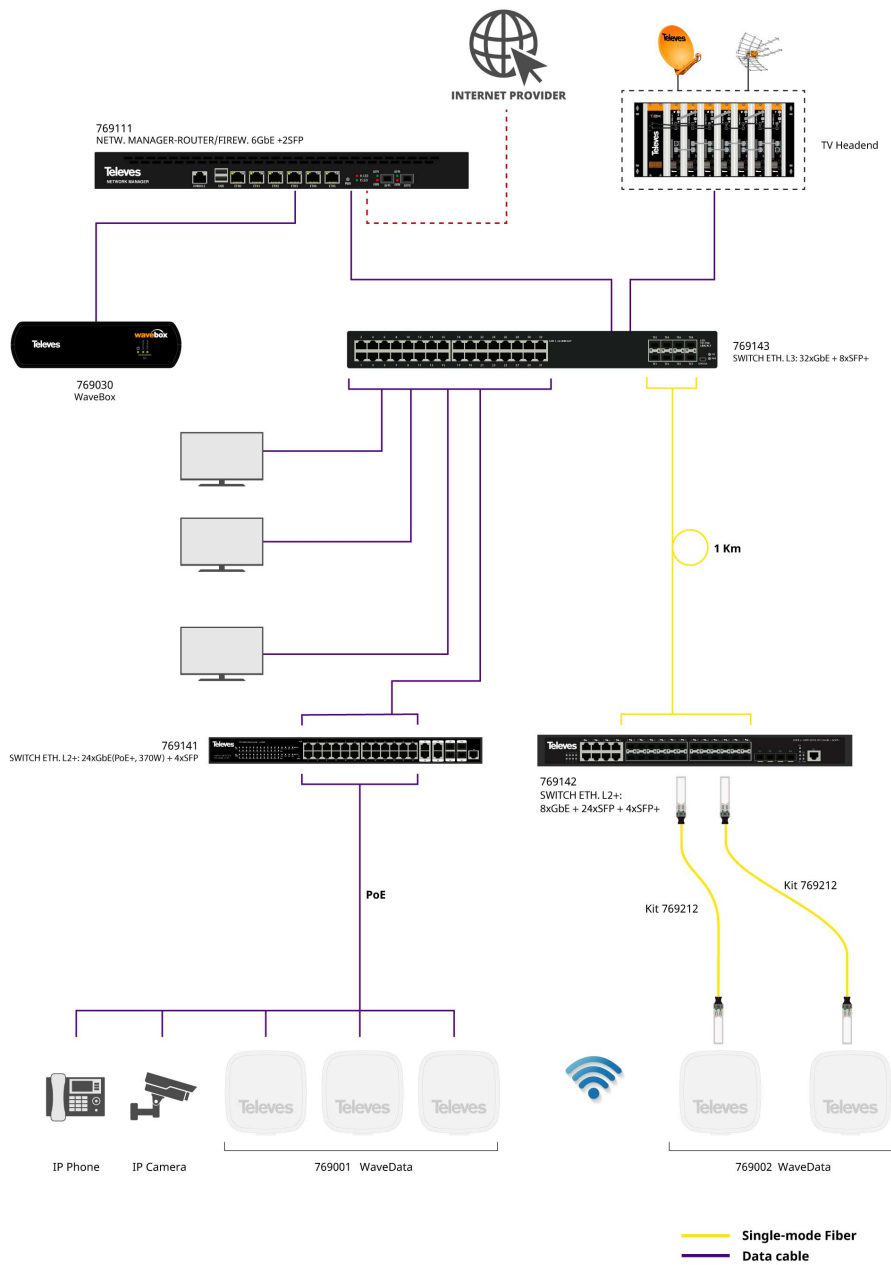 Televes
INTERNET PROVIDER
769111
NETW. MANAGER-ROUTER/FIREW. 6GbE +2SFP
Televes
NETWORK MANAGER
Televes
TV Headend
Televes
wavebox
769030
WaveBox
769143
SWITCH ETH. L3: 32xGbE + 8xSFP+
1 Km
769141
SWITCH ETH. L2+: 24xGbE(PoE+, 370W) + 4xSFP
Televes
Televes
769142
SWITCH ETH. L2+:
8xGbE + 24xSFP + 4xSFP+
PoE
Kit 769212
Kit 769212
Televes
Televes
Televes
Televes
Televes
IP Phone
IP Camera
769001 WaveData
769002 WaveData
Single-mode Fiber
Data cable